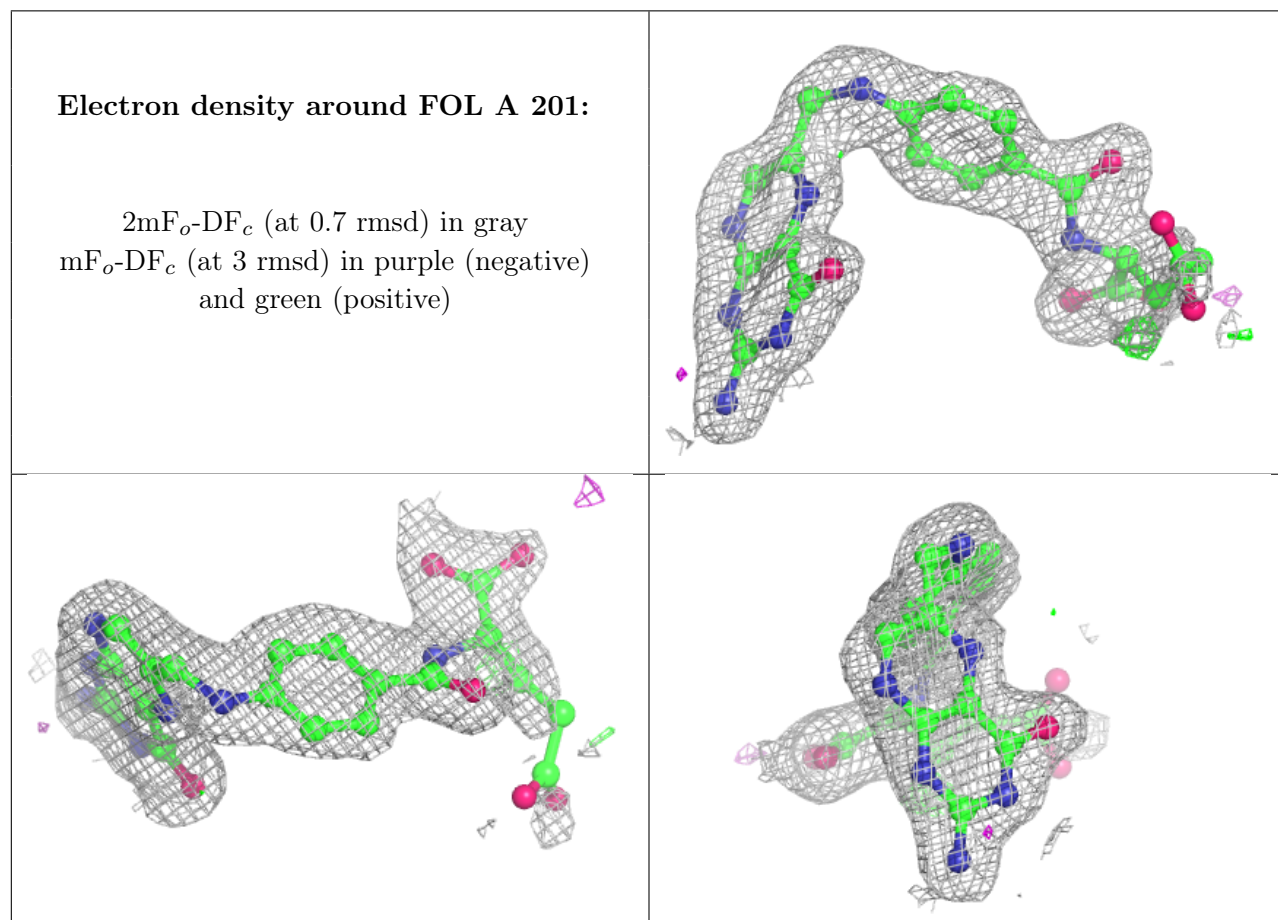 Electron density around FOL A 201:
2mFo-DFc (at 0.7 rmsd) in gray
mFo-DFc (at 3 rmsd) in purple (negative)
and green (positive)